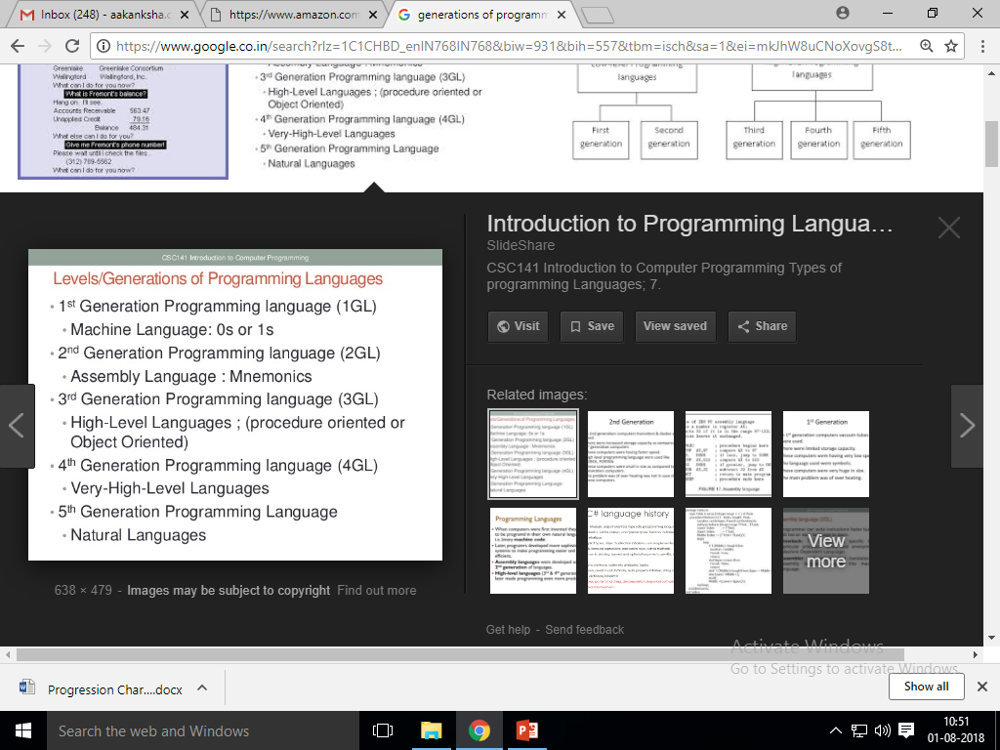 Inbox (248) - aakanksha.c
https://www.amazon.com
generations of programm
https://www.google.co.in/search?rlz=1C1CHBD_enIN768IN768&biw=931&bih=557&tbm=isch&sa=1&ei=mkJhW8uCNoXovgS8t...
Greenlake Greenlake Consortium
Wallingford Wallingford, Inc.
What can I do for you now?
What is Fremont's balance?
Hang on. I'll see.
Accounts Receivable 563.47
Unapplied Credit 79.16
Balance 484.31
What else can I do for you?
Give me Fremont's phone number!
Please wait until I check the files.
(312) 789-5562
What can I do for you now?
• 3rd Generation Programming language (3GL)
• High-Level Languages ; (procedure oriented or
Object Oriented)
• 4th Generation Programming language (4GL)
• Very-High-Level Languages
• 5th Generation Programming Language
• Natural Languages
languages
languages
First
generation
Second
generation
Third
generation
Fourth
generation
Fifth
generation
CSC141 Introduction to Computer Programming
Levels/Generations of Programming Languages
• 1st Generation Programming language (1GL)
• Machine Language: 0s or 1s
• 2nd Generation Programming language (2GL)
• Assembly Language : Mnemonics
• 3rd Generation Programming language (3GL)
• High-Level Languages ; (procedure oriented or
Object Oriented)
• 4th Generation Programming language (4GL)
• Very-High-Level Languages
• 5th Generation Programming Language
• Natural Languages
638 × 479 - Images may be subject to copyright Find out more
Introduction to Programming Langua…
SlideShare
CSC141 Introduction to Computer Programming Types of
programming Languages; 7.
Visit
Save
View saved
Share
Related images:
2nd Generation
1st Generation
Programming Languages
C# language history
View
more
Get help - Send feedback
Activate Windows
Go to Settings to activate Windows.
Progression Char....docx
Show all
Search the web and Windows
10:51
01-08-2018